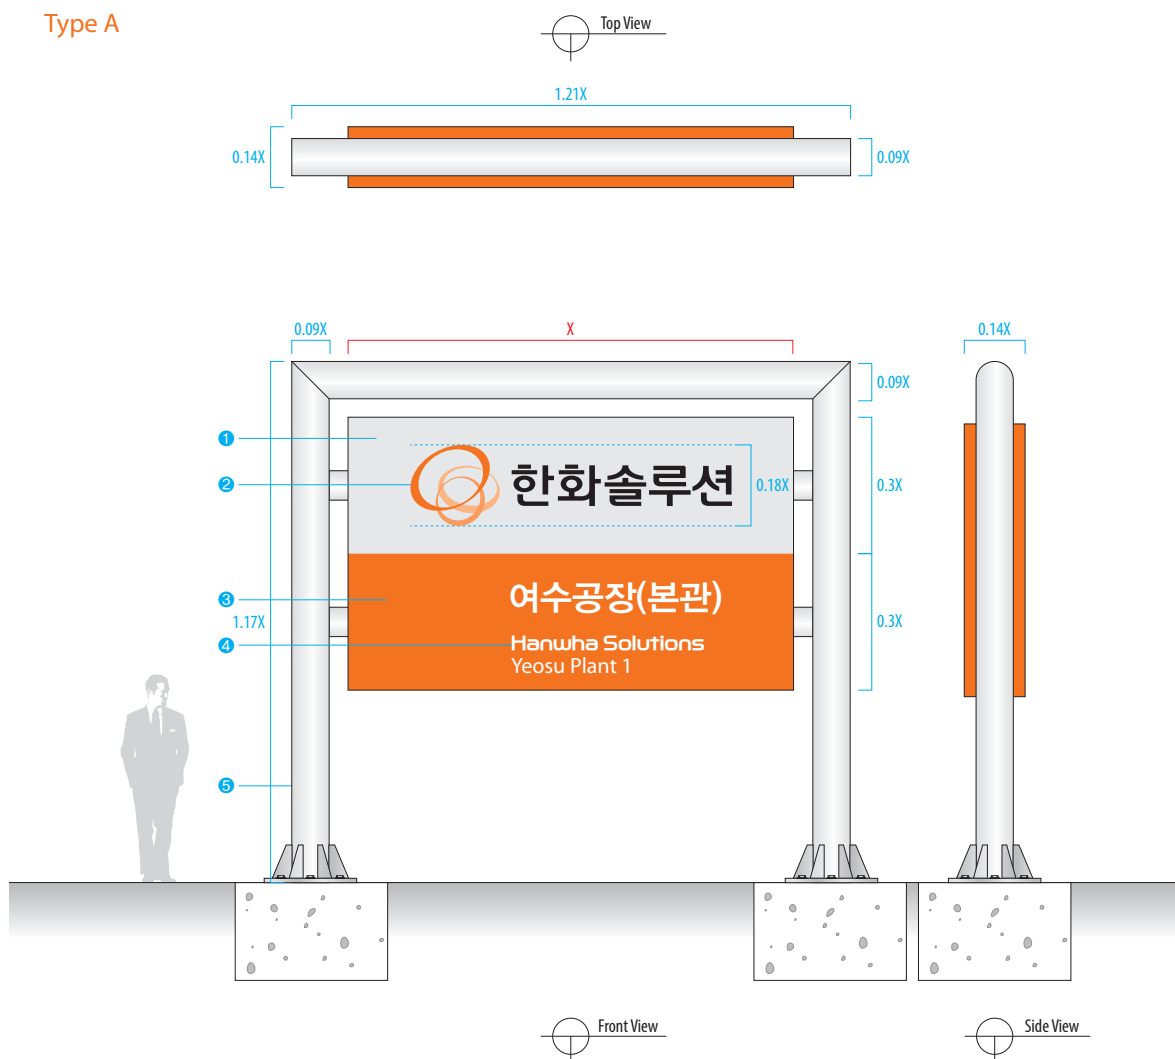 Type A
Top View
1.21X
0.14X
0.09X
0.09X
X
0.14X
0.09X
1
2
한화솔루션
0.18X
0.3X
3
여수공장(본관)
1.17X
0.3X
4
Hanwha Solutions
Yeosu Plant 1
5
Front View
Side View